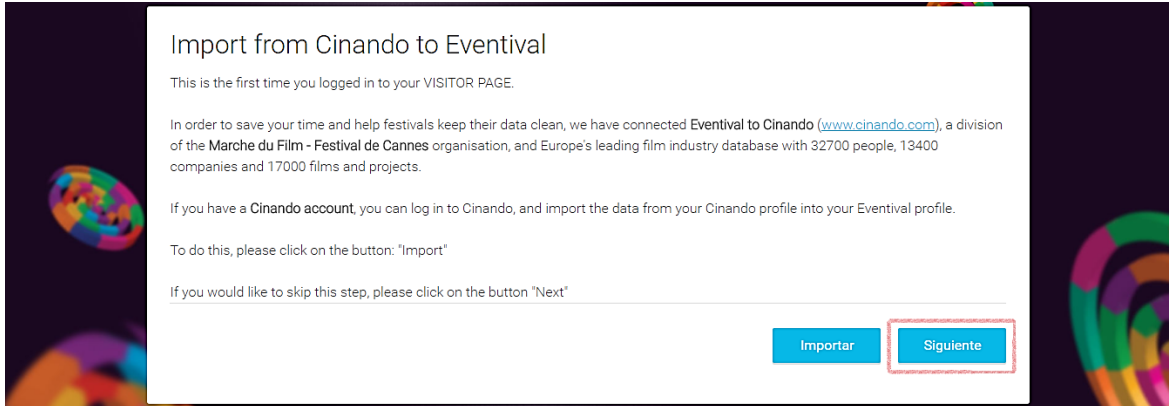 Import from Cinando to Eventival
This is the first time you logged in to your VISITOR PAGE.
In order to save your time and help festivals keep their data clean, we have connected Eventival to Cinando (www.cinando.com), a division
of the Marche du Film - Festival de Cannes organisation, and Europe's leading film industry database with 32700 people, 13400
companies and 17000 films and projects.
If you have a Cinando account, you can log in to Cinando, and import the data from your Cinando profile into your Eventival profile.
To do this, please click on the button: "Import"
If you would like to skip this step, please click on the button "Next"
Importar Siguiente